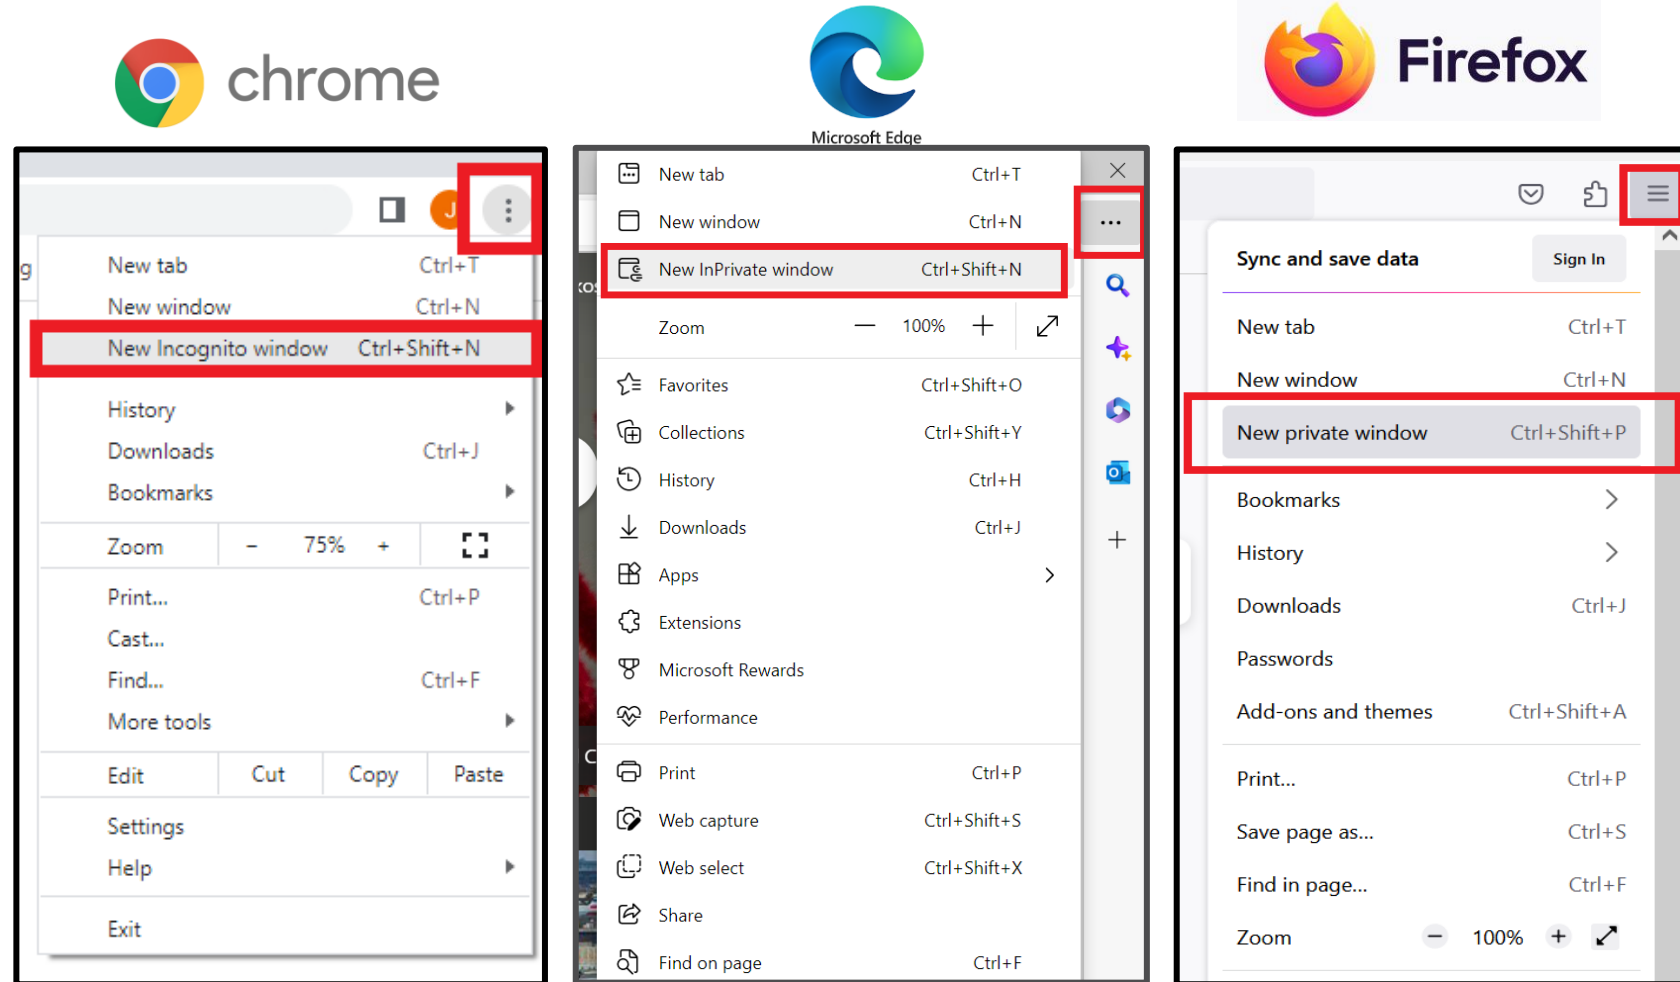 chrome
Microsoft Edge
Firefox
J
g
New tab Ctrl+T
New window Ctrl+N
New Incognito window Ctrl+Shift+N
History
Downloads Ctrl+J
Bookmarks
Zoom - 75% +
Print... Ctrl+P
Cast...
Find... Ctrl+F
More tools
Edit Cut Copy Paste
Settings
Help
Exit
New tab Ctrl+T
New window Ctrl+N
New InPrivate window Ctrl+Shift+N
Zoom — 100% +
Favorites Ctrl+Shift+O
Collections Ctrl+Shift+Y
History Ctrl+H
Downloads Ctrl+J
Apps
Extensions
Microsoft Rewards
Performance
Print Ctrl+P
Web capture Ctrl+Shift+S
Web select Ctrl+Shift+X
Share
Find on page Ctrl+F
Sync and save data Sign In
New tab Ctrl+T
New window Ctrl+N
New private window Ctrl+Shift+P
Bookmarks
History
Downloads Ctrl+J
Passwords
Add-ons and themes Ctrl+Shift+A
Print... Ctrl+P
Save page as... Ctrl+S
Find in page... Ctrl+F
Zoom − 100% +